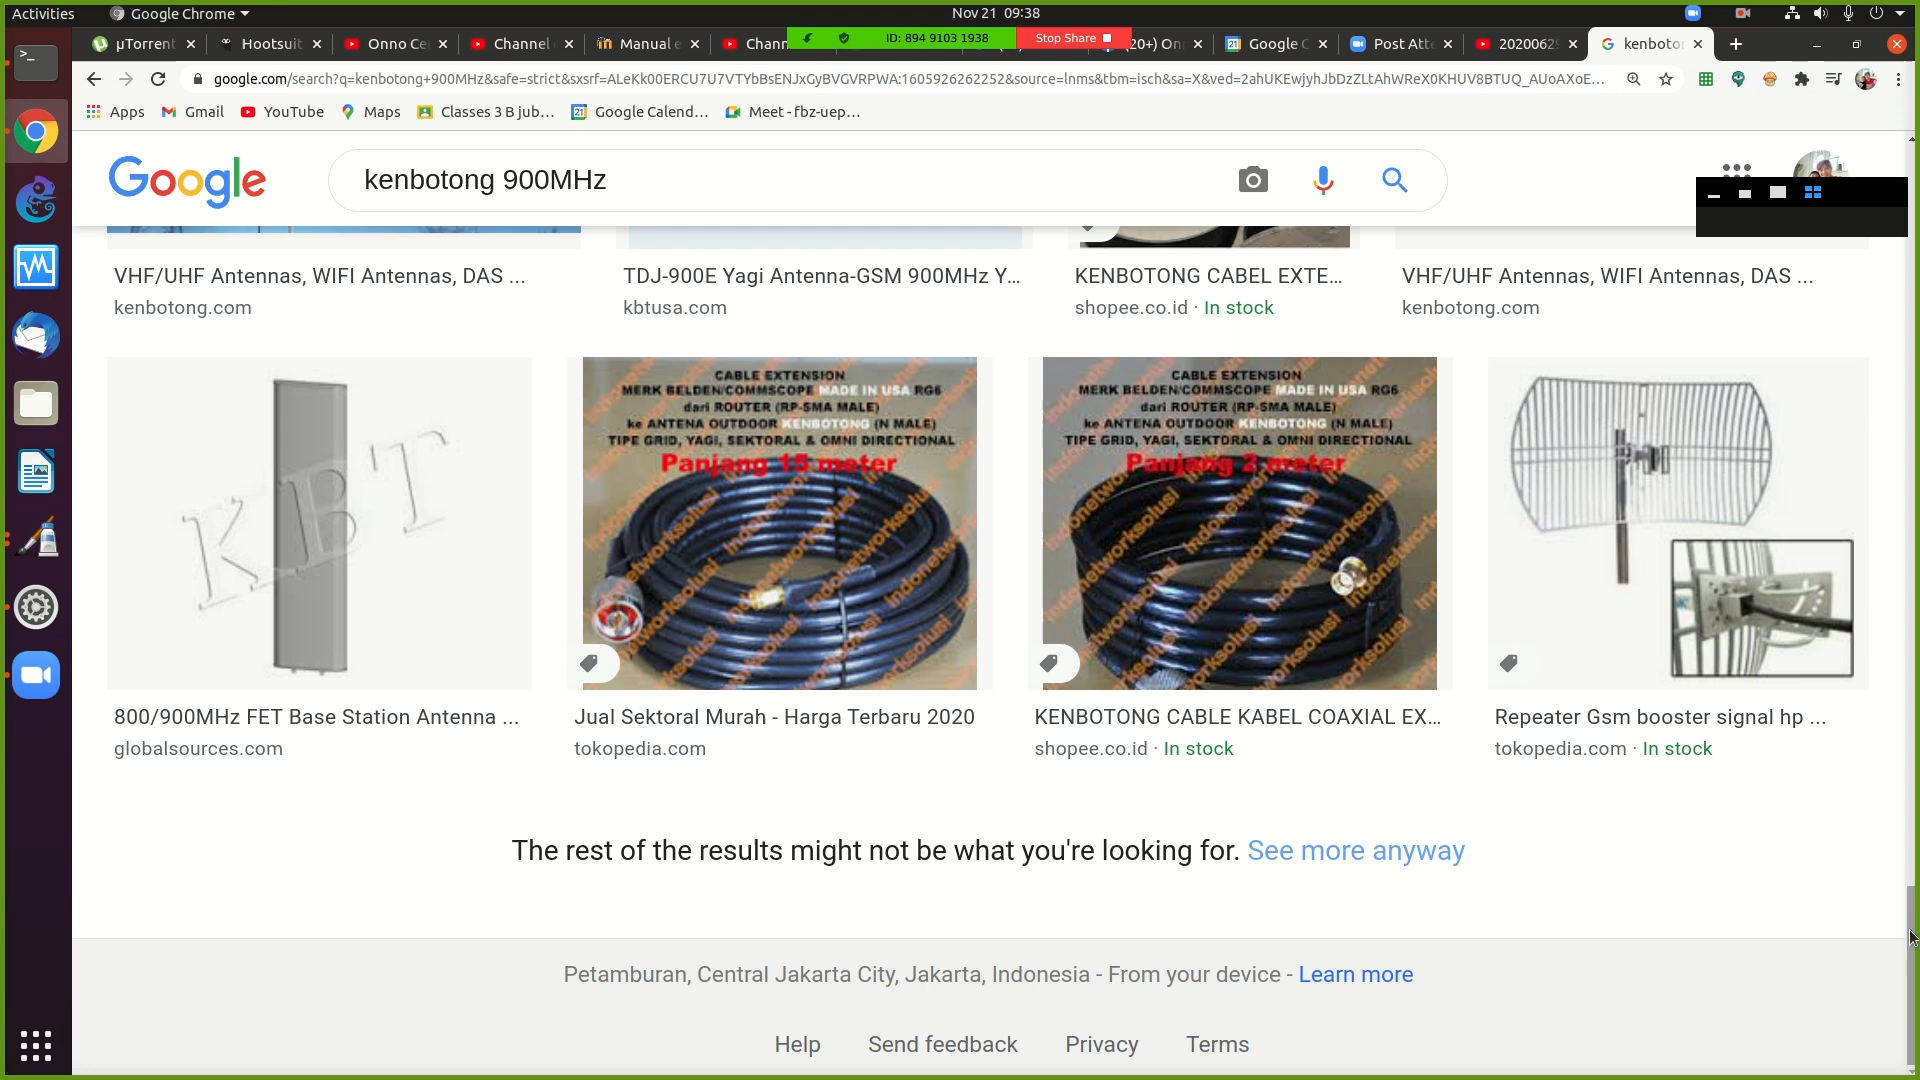 Activities
Google Chrome
Nov 21 09:38
µTorrent
Hootsuit
Onno Ce
Channel
Manual e
Chann
ID: 894 9103 1938
Stop Share
(20+) On
Google C
Post Atte
2020062
kenboton
google.com/search?q=kenbotong+900MHz&safe=strict&sxsrf=ALeKk00ERCU7U7VTYbBsENJxGyBVGVRPWA:1605926262252&source=lnms&tbm=isch&sa=X&ved=2ahUKEwjyhJbDzZLtAhWReX0KHUV8BTUQ_AUoAXoE...
Apps
Gmail
YouTube
Maps
Classes 3 B jub...
Google Calend...
Meet - fbz-uep...
Google
kenbotong 900MHz
VHF/UHF Antennas, WIFI Antennas, DAS ...
kenbotong.com
TDJ-900E Yagi Antenna-GSM 900MHz Y...
kbtusa.com
KENBOTONG CABEL EXTE...
shopee.co.id · In stock
VHF/UHF Antennas, WIFI Antennas, DAS ...
kenbotong.com
KBT
CABLE EXTENSION
MERK BELDEN/COMMSCOPE MADE IN USA RG6
dari ROUTER (RP-SMA MALE)
ke ANTENA OUTDOOR KENBOTONG (N MALE)
TIPE GRID, YAGI, SEKTORAL & OMNI DIRECTIONAL
Panjang 15 meter
indonetworksolusi
CABLE EXTENSION
MERK BELDEN/COMMSCOPE MADE IN USA RG6
dari ROUTER (RP-SMA MALE)
ke ANTENA OUTDOOR KENBOTONG (N MALE)
TIPE GRID, YAGI, SEKTORAL & OMNI DIRECTIONAL
Panjang 2 meter
indonetworksolusi
800/900MHz FET Base Station Antenna ...
globalsources.com
Jual Sektoral Murah - Harga Terbaru 2020
tokopedia.com
KENBOTONG CABLE KABEL COAXIAL EX...
shopee.co.id · In stock
Repeater Gsm booster signal hp ...
tokopedia.com · In stock
The rest of the results might not be what you're looking for. See more anyway
Petamburan, Central Jakarta City, Jakarta, Indonesia - From your device - Learn more
Help
Send feedback
Privacy
Terms